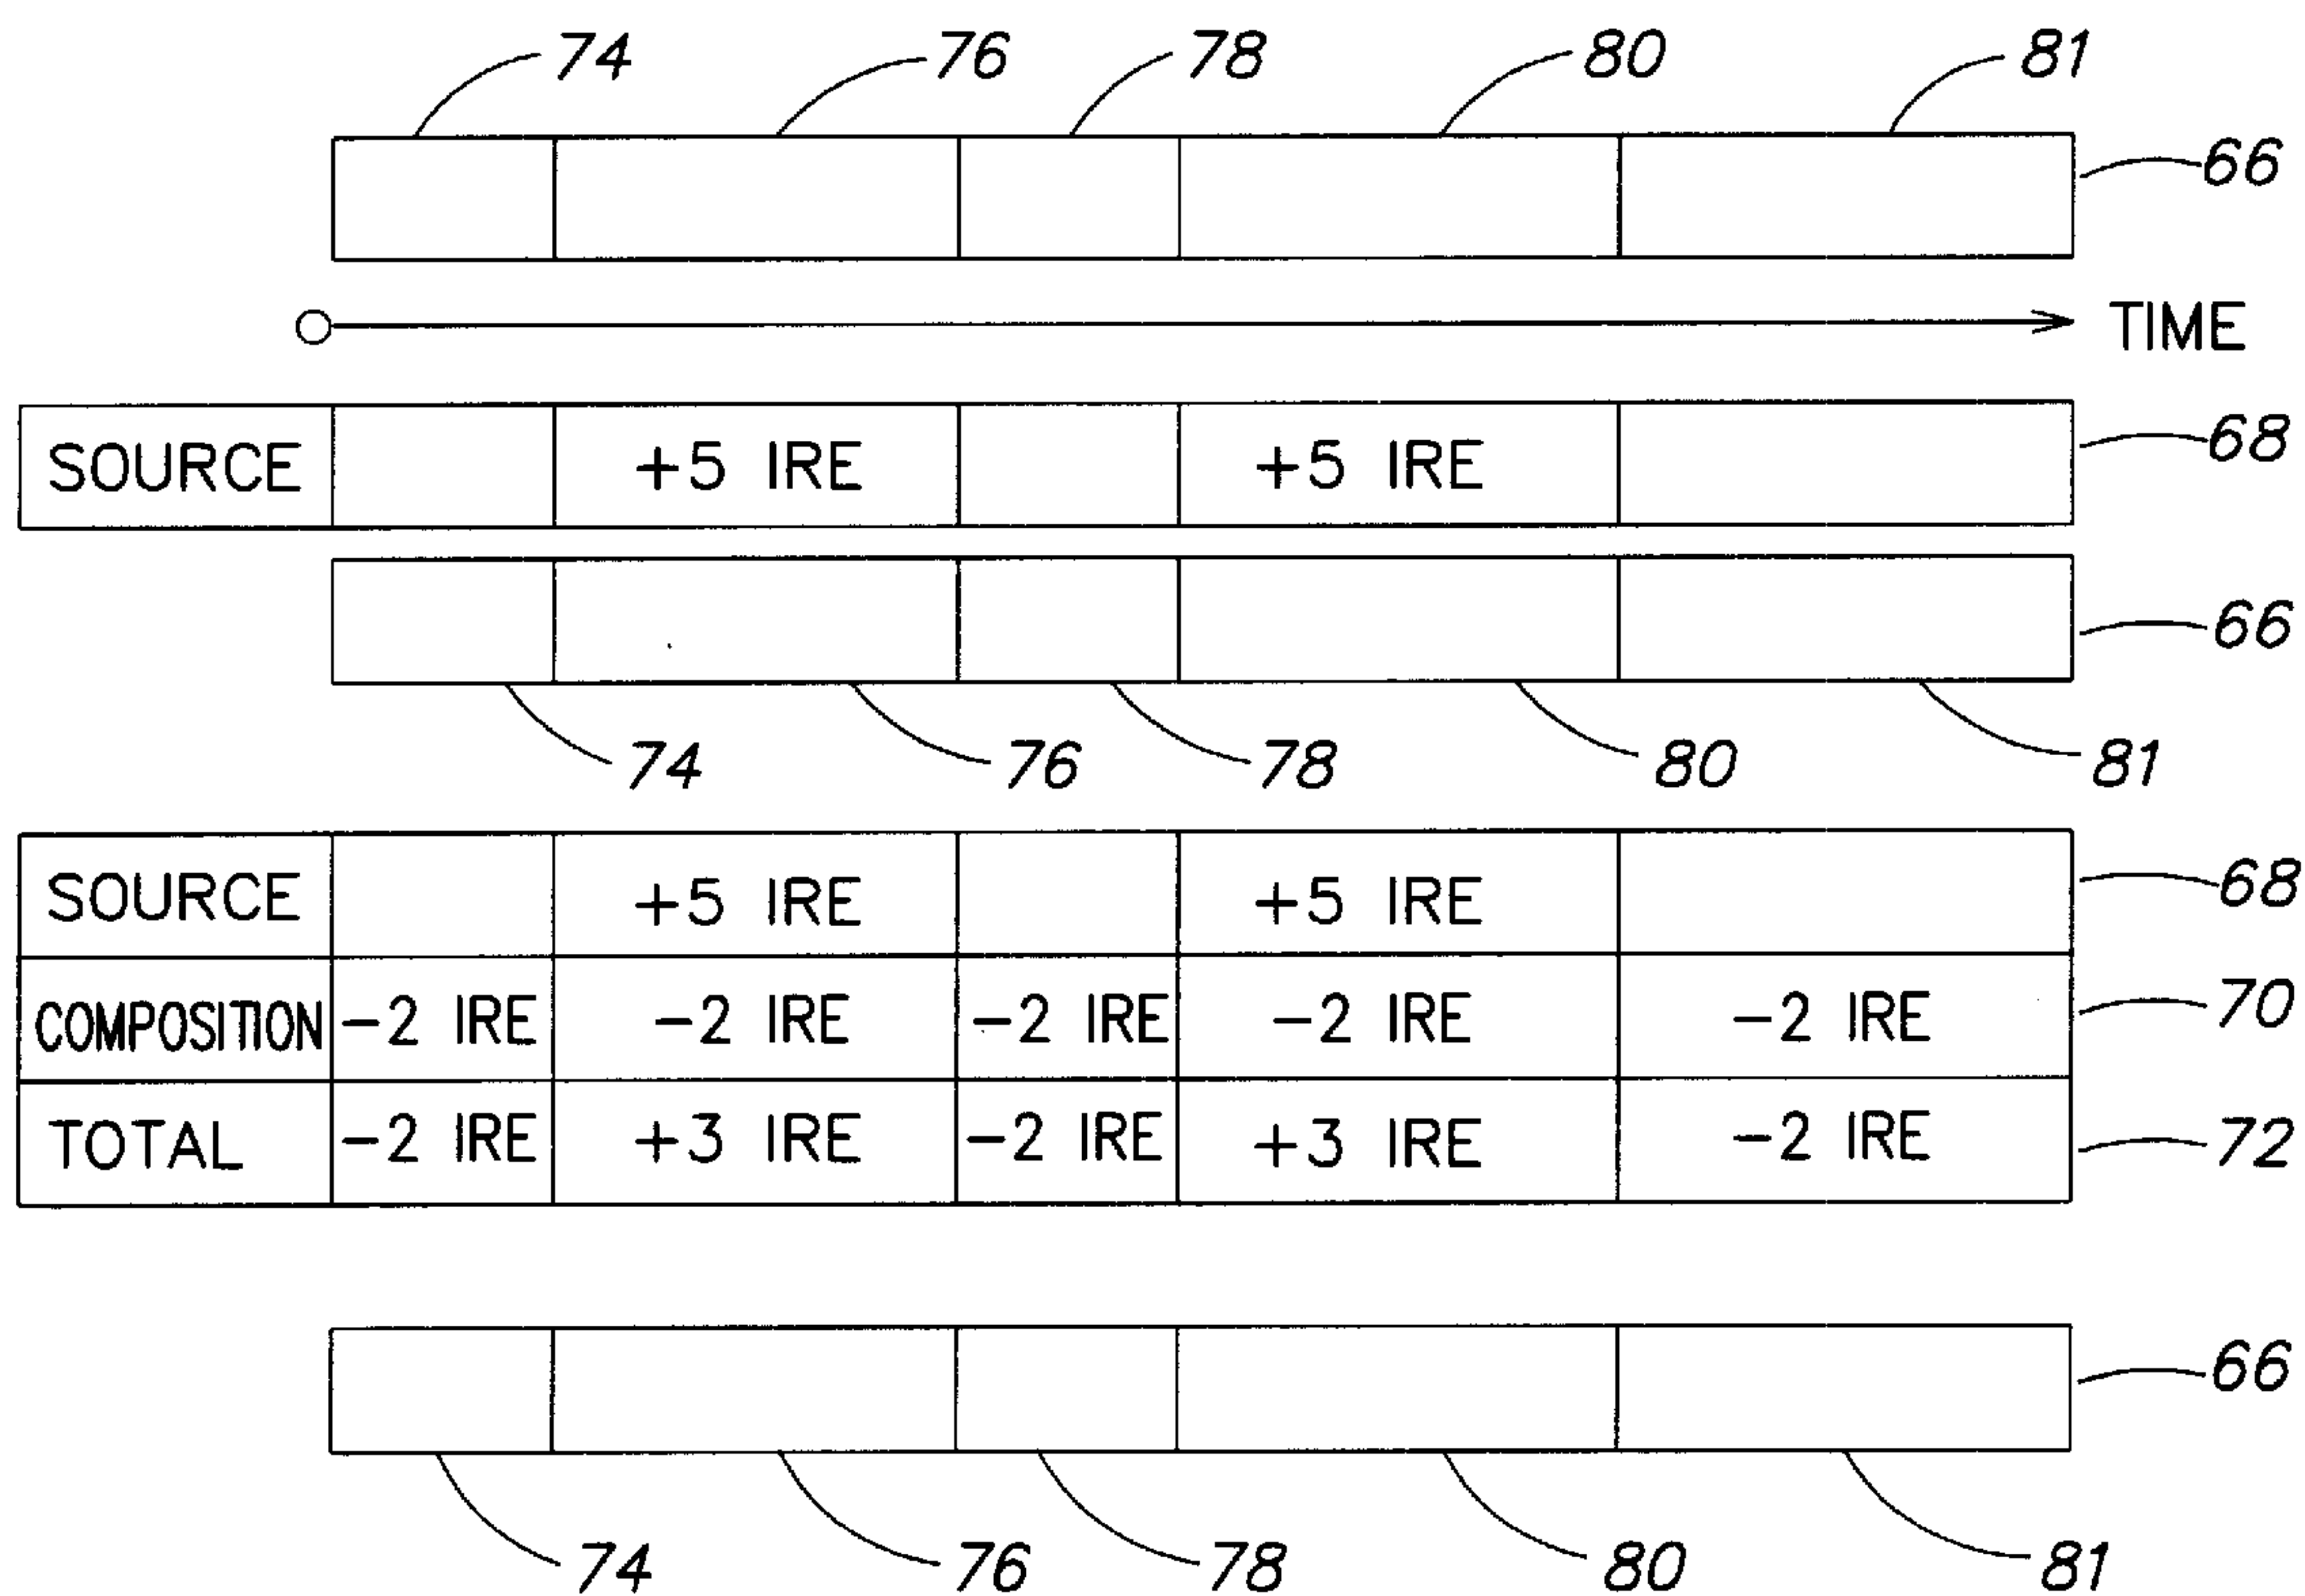 74 76 78 80 81
66
TIME
SOURCE +5 IRE +5 IRE 68
66
74 76 78 80 81
SOURCE +5 IRE +5 IRE 68
COMPOSITION -2 IRE -2 IRE -2 IRE -2 IRE -2 IRE 70
TOTAL -2 IRE +3 IRE -2 IRE +3 IRE -2 IRE 72
66
74 76 78 80 81